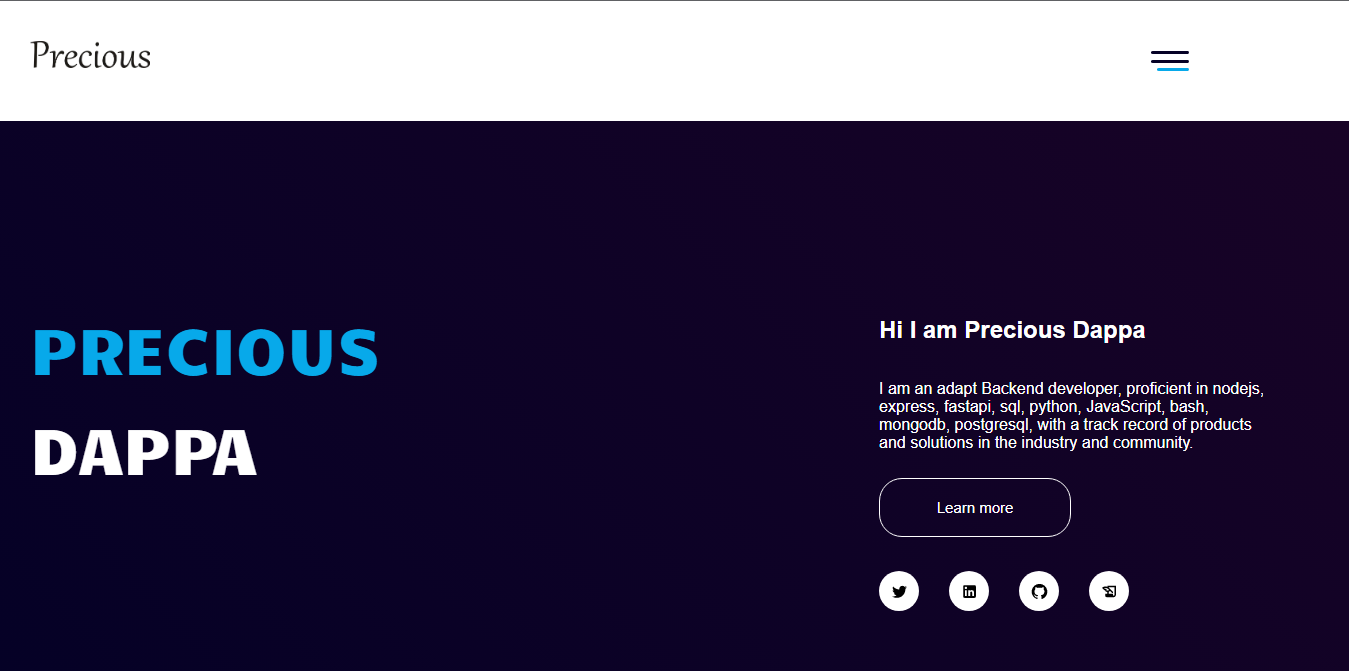 Precious
PRECIOUS
DAPPA
Hi I am Precious Dappa
I am an adapt Backend developer, proficient in nodejs,
express, fastapi, sql, python, JavaScript, bash,
mongodb, postgresql, with a track record of products
and solutions in the industry and community.
Learn more